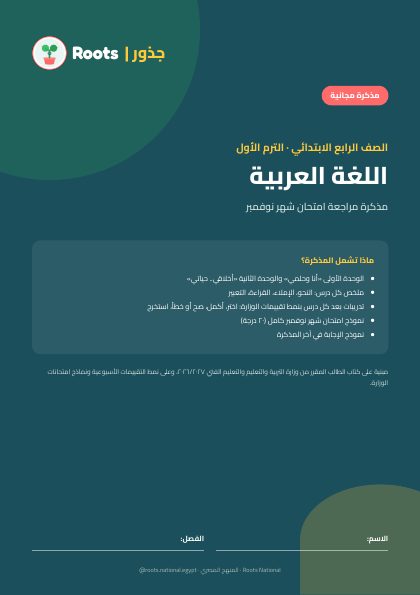 Roots | جذور
مذكرة مجانية
الصف الرابع الابتدائي · الترم الأول
اللغة العربية
مذكرة مراجعة امتحان شهر نوفمبر
ماذا تشمل المذكرة؟
الوحدة الأولى «أنا وحلمي» والوحدة الثانية «أخلاقي.. حياتي»
ملخص كل درس: النحو، الإملاء، القراءة، التعبير
تدريبات بعد كل درس بنمط تقييمات الوزارة: اختر، أكمل، صح أو خطأ، استخرج
نموذج امتحان شهر نوفمبر كامل (٢٠ درجة)
نموذج الإجابة في آخر المذكرة
مبنية على كتاب الطالب المقرر من وزارة التربية والتعليم والتعليم الفني ٢٠٢٦/٢٠٢٧، وعلى نمط التقييمات الأسبوعية ونماذج امتحانات
الوزارة.
الاسم:
الفصل:
Roots National · المنهج المصري · @roots.national.egypt